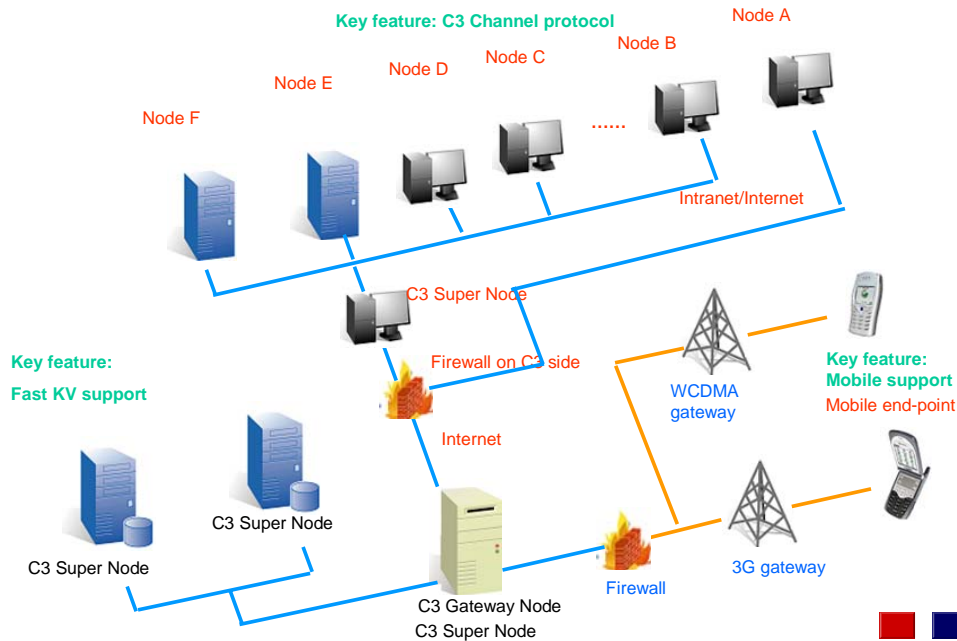 Key feature: C3 Channel protocol
Node A
Node B
Node C
Node D
Node E
Node F
......
Intranet/Internet
C3 Super Node
Firewall on C3 side
Key feature:
Fast KV support
Internet
WCDMA
gateway
Key feature:
Mobile support
Mobile end-point
C3 Super Node
C3 Super Node
3G gateway
Firewall
C3 Gateway Node
C3 Super Node